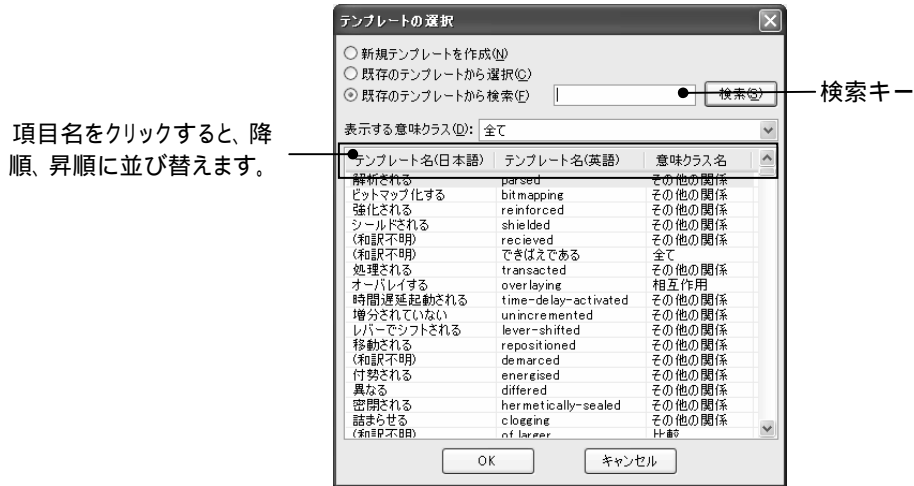 テンプレートの選択
新規テンプレートを作成(N)
既存のテンプレートから選択(C)
既存のテンプレートから検索(F) 検索(S)
検索キー
表示する意味クラス(D): 全て
項目名をクリックすると、降
順、昇順に並び替えます。
テンプレート名(日本語) テンプレート名(英語) 意味クラス名
解析される parsed その他の関係
ビットマップ化する bitmapping その他の関係
強化される reinforced その他の関係
シールドされる shielded その他の関係
(和訳不明) recieved その他の関係
(和訳不明) できばえである 全て
処理される transacted その他の関係
オーバレイする overlaying 相互作用
時間遅延起動される time-delay-activated その他の関係
増分されていない unincremented その他の関係
レバーでシフトされる lever-shifted その他の関係
移動される repositioned その他の関係
(和訳不明) demarced その他の関係
付勢される energised その他の関係
異なる differed その他の関係
密閉される hermetically-sealed その他の関係
詰まらせる clogging その他の関係
(和訳不明) of larger 比較
OK キャンセル